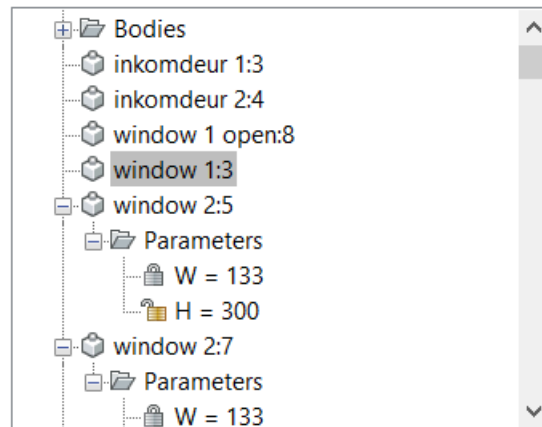 Bodies
inkomdeur 1:3
inkomdeur 2:4
window 1 open:8
window 1:3
window 2:5
Parameters
W = 133
H = 300
window 2:7
Parameters
W = 133